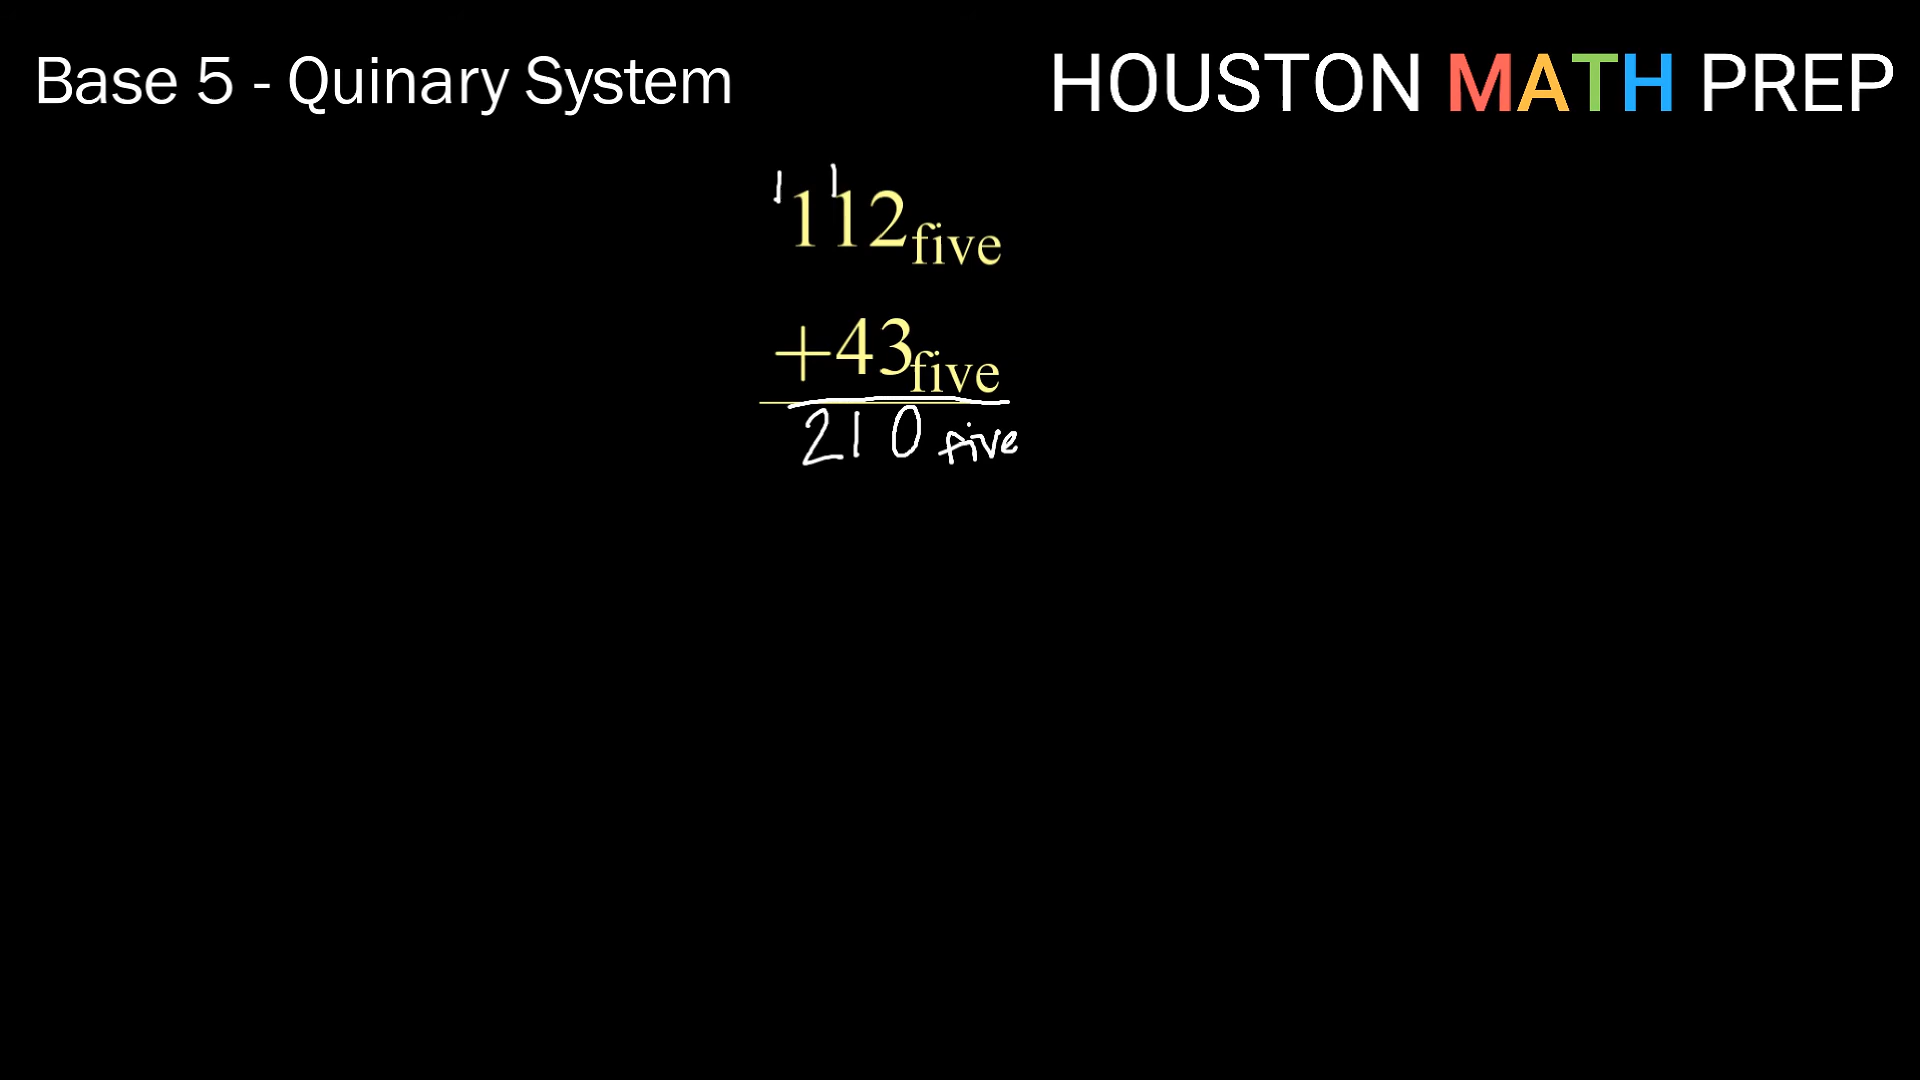 Base 5 - Quinary System
HOUSTON MATH PREP
1 1
112five
+43five
210 five